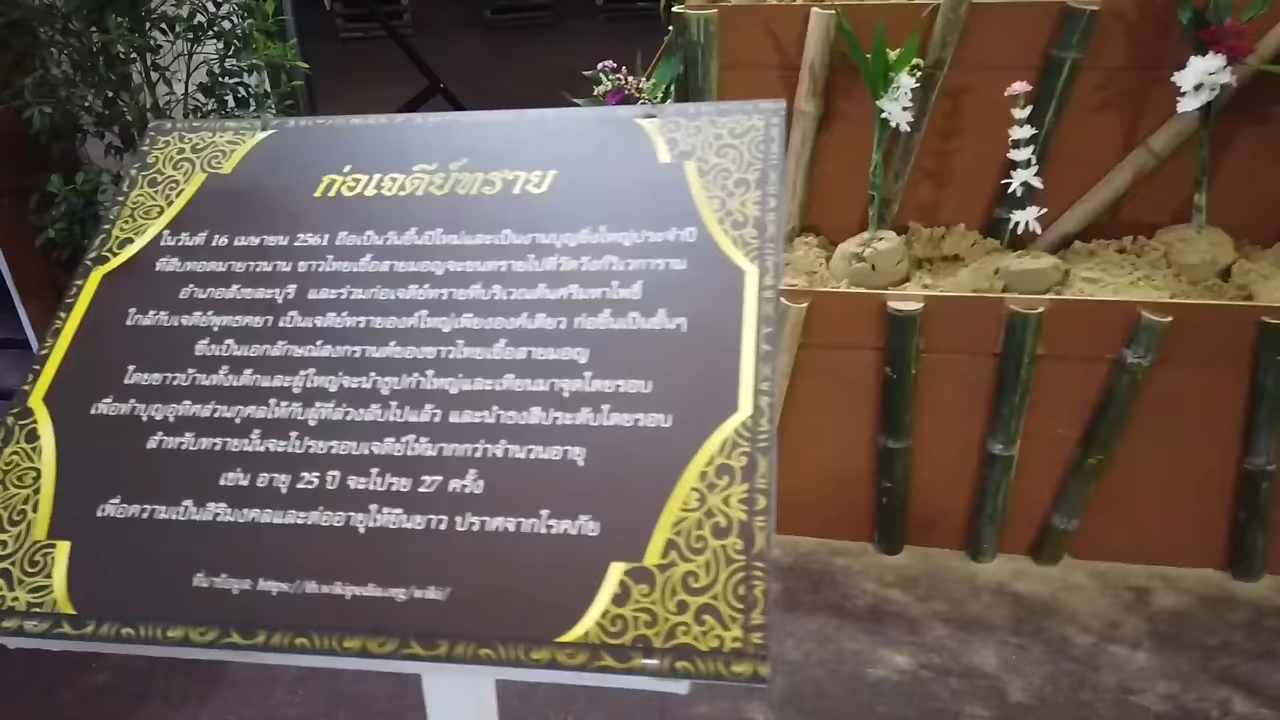 ก่อเจดีย์ทราย
ในวันที่ 16 เมษายน 2561 ถือเป็นวันขึ้นปีใหม่และเป็นงานบุญยิ่งใหญ่ประจำปี
ที่สืบทอดมายาวนาน ชาวไทยเชื้อสายมอญจะขนทรายไปที่วัดวังก์วิเวการาม
อำเภอสังขละบุรี และร่วมก่อเจดีย์ทรายที่บริเวณต้นศรีมหาโพธิ์
ใกล้กับเจดีย์พุทธคยา เป็นเจดีย์ทรายองค์ใหญ่เพียงองค์เดียว ก่อขึ้นเป็นชั้นๆ
ซึ่งเป็นเอกลักษณ์สงกรานต์ของชาวไทยเชื้อสายมอญ
โดยชาวบ้านทั้งเด็กและผู้ใหญ่จะนำธูปกำใหญ่และเทียนมาจุดโดยรอบ
เพื่อทำบุญอุทิศส่วนกุศลให้กับผู้ที่ล่วงลับไปแล้ว และนำธงสีประดับโดยรอบ
สำหรับทรายนั้นจะโปรยรอบเจดีย์ให้มากกว่าจำนวนอายุ
เช่น อายุ 25 ปี จะโปรย 27 ครั้ง
เพื่อความเป็นสิริมงคลและต่ออายุให้ยืนยาว ปราศจากโรคภัย
ที่มาข้อมูล: https://th.wikipedia.org/wiki/